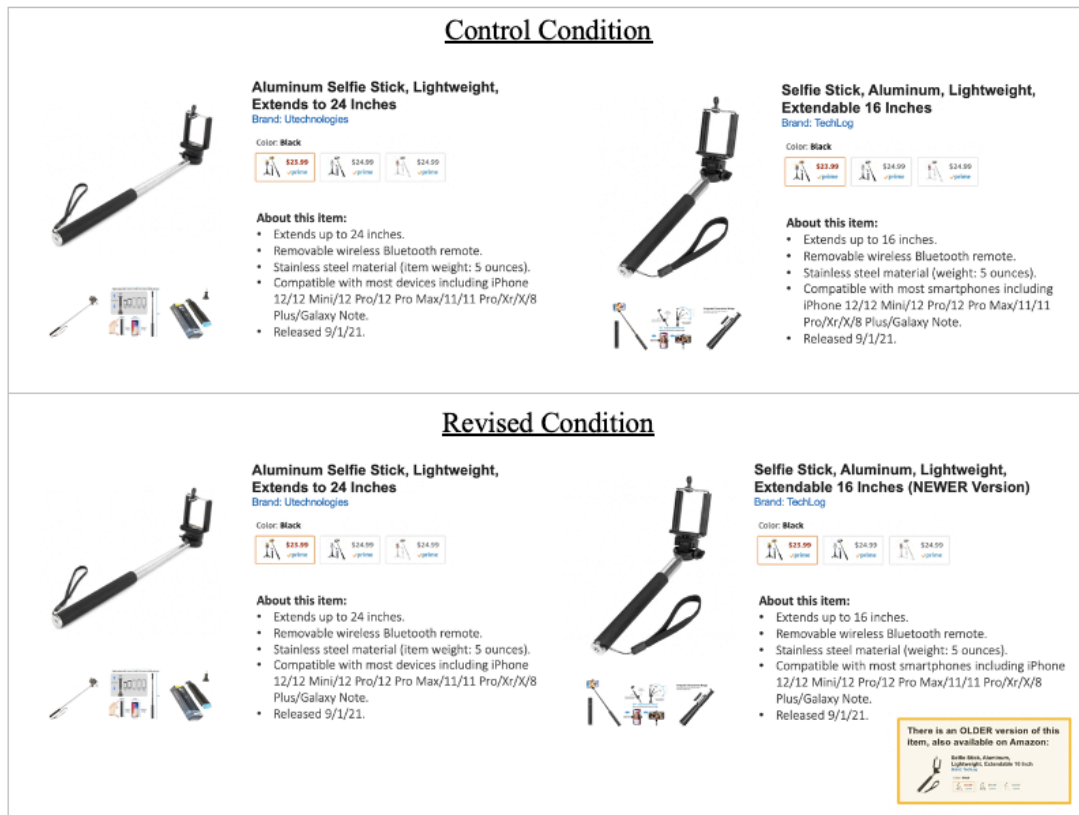 Control Condition
Aluminum Selfie Stick, Lightweight,
Extends to 24 Inches
Brand: Utechnologies
Color: Black
$23.99 $24.99 $24.99
prime prime prime
About this item:
• Extends up to 24 inches.
• Removable wireless Bluetooth remote.
• Stainless steel material (item weight: 5 ounces).
• Compatible with most devices including iPhone
12/12 Mini/12 Pro/12 Pro Max/11/11 Pro/Xr/X/8
Plus/Galaxy Note.
• Released 9/1/21.
Selfie Stick, Aluminum, Lightweight,
Extendable 16 Inches
Brand: TechLog
Color: Black
$23.99 $24.99 $24.99
prime prime prime
About this item:
• Extends up to 16 inches.
• Removable wireless Bluetooth remote.
• Stainless steel material (weight: 5 ounces).
• Compatible with most smartphones including
iPhone 12/12 Mini/12 Pro/12 Pro Max/11/11
Pro/Xr/X/8 Plus/Galaxy Note.
• Released 9/1/21.
Revised Condition
Aluminum Selfie Stick, Lightweight,
Extends to 24 Inches
Brand: Utechnologies
Color: Black
$23.99 $24.99 $24.99
prime prime prime
About this item:
• Extends up to 24 inches.
• Removable wireless Bluetooth remote.
• Stainless steel material (item weight: 5 ounces).
• Compatible with most devices including iPhone
12/12 Mini/12 Pro/12 Pro Max/11/11 Pro/Xr/X/8
Plus/Galaxy Note.
• Released 9/1/21.
Selfie Stick, Aluminum, Lightweight,
Extendable 16 Inches (NEWER Version)
Brand: TechLog
Color: Black
$23.99 $24.99 $24.99
prime prime prime
About this item:
• Extends up to 16 inches.
• Removable wireless Bluetooth remote.
• Stainless steel material (weight: 5 ounces).
• Compatible with most smartphones including iPhone
12/12 Mini/12 Pro/12 Pro Max/11/11 Pro/Xr/X/8
Plus/Galaxy Note.
• Released 9/1/21.
There is an OLDER version of this
item, also available on Amazon:
Selfie Stick, Aluminum,
Lightweight, Extendable 16 Inch
Brand: TechLog